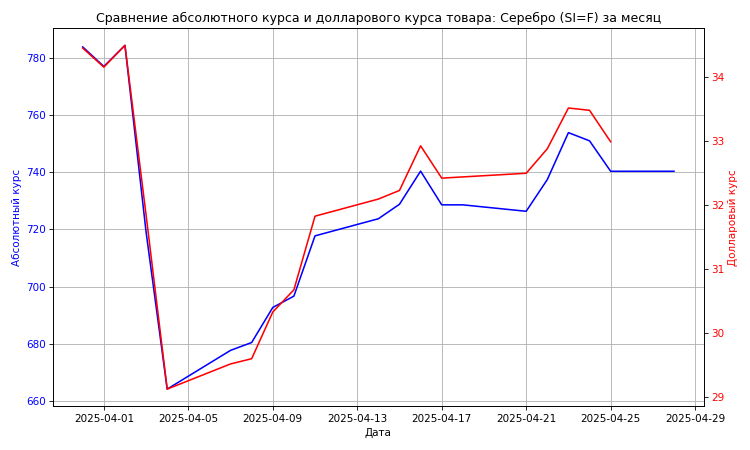 Сравнение абсолютного курса и долларового курса товара: Серебро (SI=F) за месяц
780
760
740
720
700
680
660
Абсолютный курс
34
33
32
31
30
29
Долларовый курс
2025-04-01 2025-04-05 2025-04-09 2025-04-13 2025-04-17 2025-04-21 2025-04-25 2025-04-29
Дата